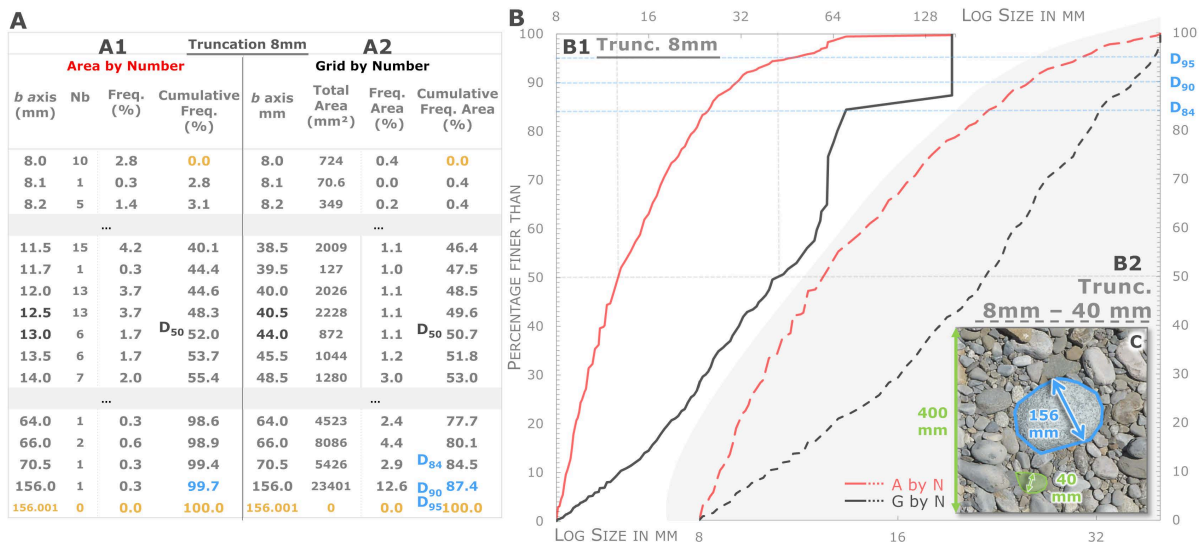 A
A1 Truncation 8mm A2
Area by Number Grid by Number
b axis (mm) Nb Freq. (%) Cumulative Freq. (%) b axis mm Total Area (mm²) Freq. Area (%) Cumulative Freq. Area (%)
8.0 10 2.8 0.0 8.0 724 0.4 0.0
8.1 1 0.3 2.8 8.1 70.6 0.0 0.4
8.2 5 1.4 3.1 8.2 349 0.2 0.4
... ...
11.5 15 4.2 40.1 38.5 2009 1.1 46.4
11.7 1 0.3 44.4 39.5 127 1.0 47.5
12.0 13 3.7 44.6 40.0 2026 1.1 48.5
12.5 13 3.7 48.3 40.5 2228 1.1 49.6
13.0 6 1.7 D50 52.0 44.0 872 1.1 D50 50.7
13.5 6 1.7 53.7 45.5 1044 1.2 51.8
14.0 7 2.0 55.4 48.5 1280 3.0 53.0
... ...
64.0 1 0.3 98.6 64.0 4523 2.4 77.7
66.0 2 0.6 98.9 66.0 8086 4.4 80.1
70.5 1 0.3 99.4 70.5 5426 2.9 D84 84.5
156.0 1 0.3 99.7 156.0 23401 12.6 D90 87.4
156.001 0 0.0 100.0 156.001 0 0.0 D95 100.0
B
8 16 32 64 128 LOG SIZE IN MM
B1 Trunc. 8mm
100 100
D95
90 90
D90
D84
80 80
70 70
60 60
50 50
40 40
30 30
20 20
10 10
0 0
PERCENTAGE FINER THAN
B2
Trunc.
8mm – 40 mm
C
400 mm
156 mm
40 mm
A by N
G by N
LOG SIZE IN MM 8 16 32